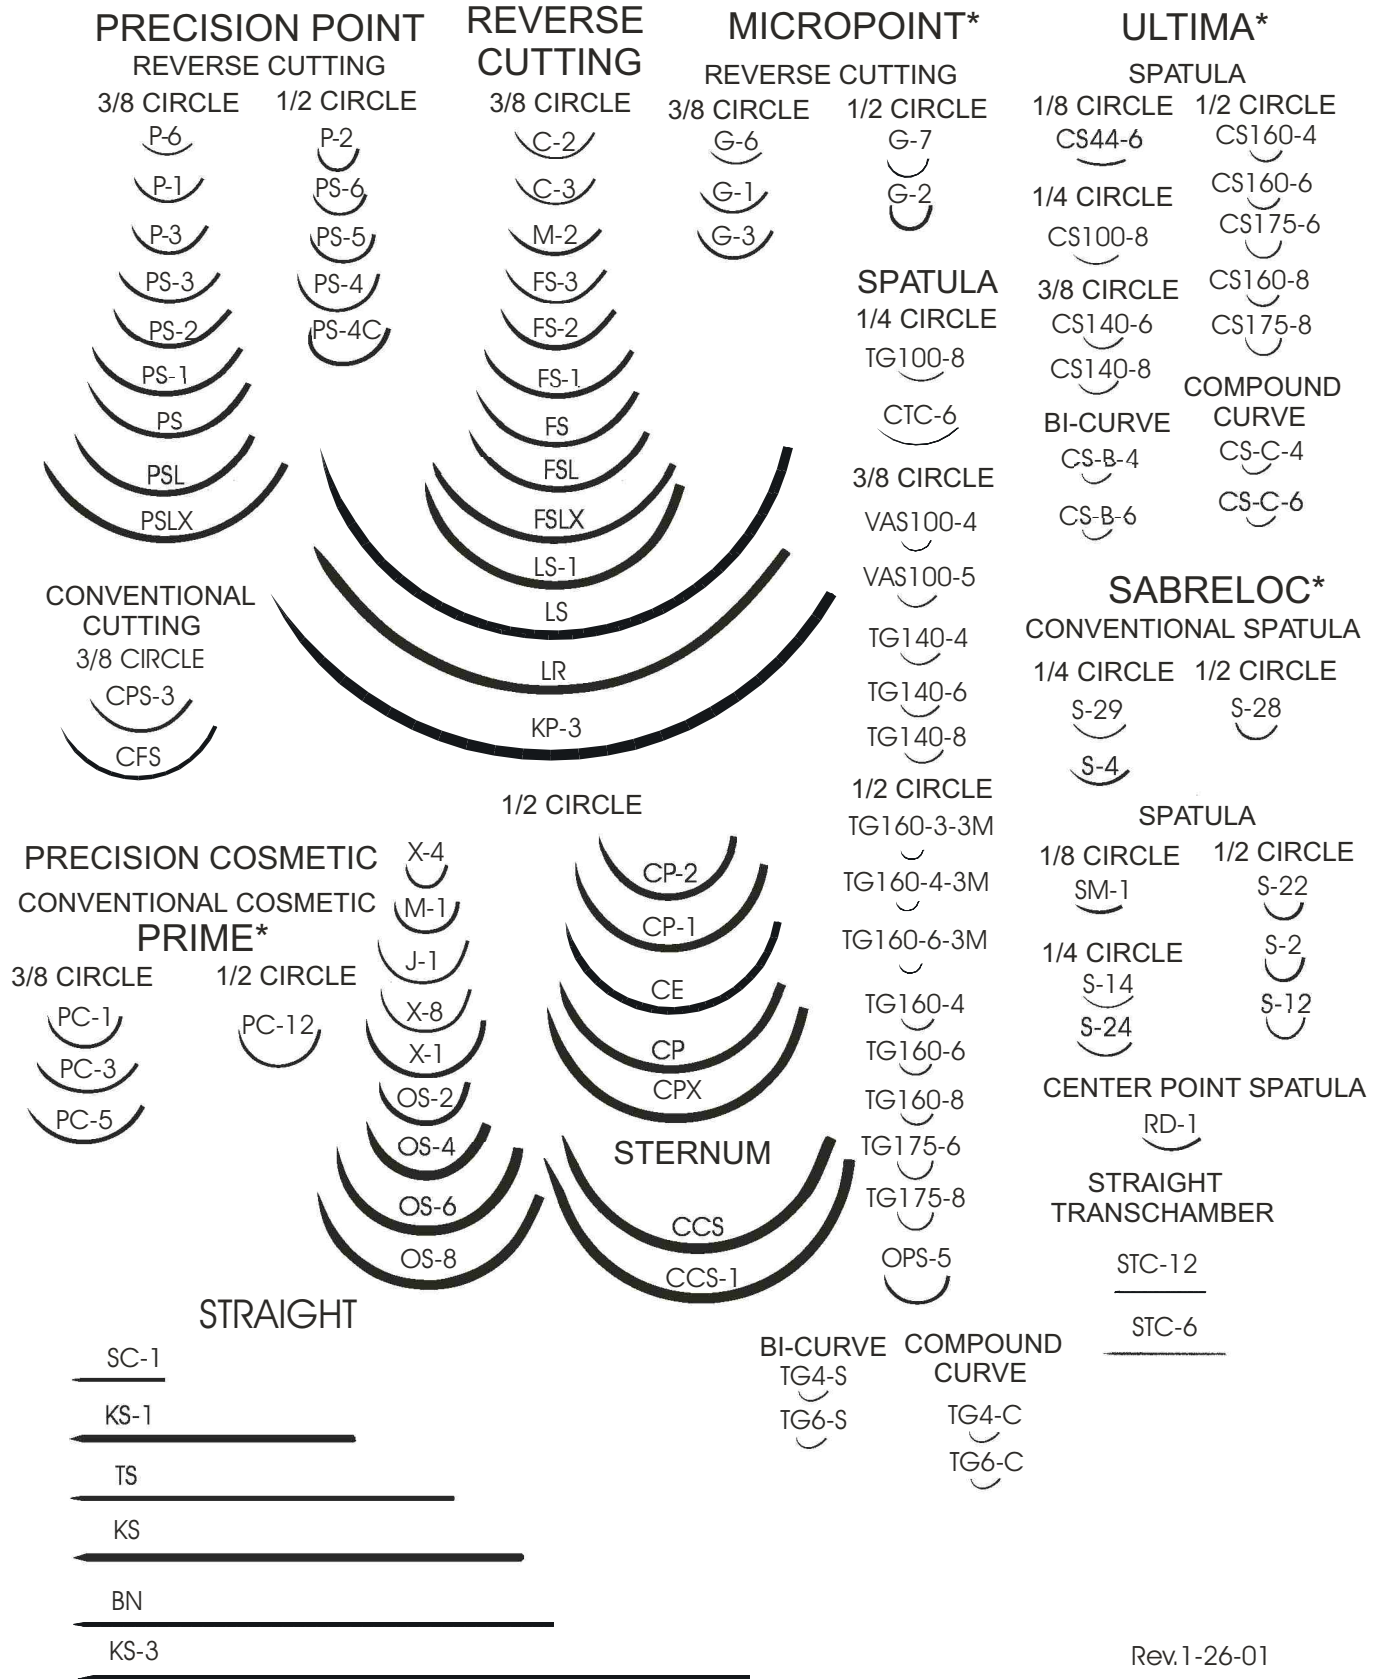 PRECISION POINT
REVERSE CUTTING
3/8 CIRCLE
P-6
P-1
P-3
PS-3
PS-2
PS-1
PS
PSL
PSLX
1/2 CIRCLE
P-2
PS-6
PS-5
PS-4
PS-4C
CONVENTIONAL
CUTTING
3/8 CIRCLE
CPS-3
CFS
REVERSE
CUTTING
3/8 CIRCLE
C-2
C-3
M-2
FS-3
FS-2
FS-1
FS
FSL
FSLX
LS-1
LS
LR
KP-3
1/2 CIRCLE
X-4
M-1
J-1
X-8
X-1
OS-2
OS-4
OS-6
OS-8
CP-2
CP-1
CE
CP
CPX
STERNUM
CCS
CCS-1
PRECISION COSMETIC
CONVENTIONAL COSMETIC
PRIME*
3/8 CIRCLE
PC-1
PC-3
PC-5
1/2 CIRCLE
PC-12
STRAIGHT
SC-1
KS-1
TS
KS
BN
KS-3
MICROPOINT*
REVERSE CUTTING
3/8 CIRCLE
G-6
G-1
G-3
1/2 CIRCLE
G-7
G-2
SPATULA
1/4 CIRCLE
TG100-8
CTC-6
3/8 CIRCLE
VAS100-4
VAS100-5
TG140-4
TG140-6
TG140-8
1/2 CIRCLE
TG160-3-3M
TG160-4-3M
TG160-6-3M
TG160-4
TG160-6
TG160-8
TG175-6
TG175-8
OPS-5
BI-CURVE
TG4-S
TG6-S
COMPOUND
CURVE
TG4-C
TG6-C
ULTIMA*
SPATULA
1/8 CIRCLE
CS44-6
1/4 CIRCLE
CS100-8
3/8 CIRCLE
CS140-6
CS140-8
BI-CURVE
CS-B-4
CS-B-6
1/2 CIRCLE
CS160-4
CS160-6
CS175-6
CS160-8
CS175-8
COMPOUND
CURVE
CS-C-4
CS-C-6
SABRELOC*
CONVENTIONAL SPATULA
1/4 CIRCLE
S-29
S-4
1/2 CIRCLE
S-28
SPATULA
1/8 CIRCLE
SM-1
1/4 CIRCLE
S-14
S-24
1/2 CIRCLE
S-22
S-2
S-12
CENTER POINT SPATULA
RD-1
STRAIGHT
TRANSCHAMBER
STC-12
STC-6
Rev.1-26-01